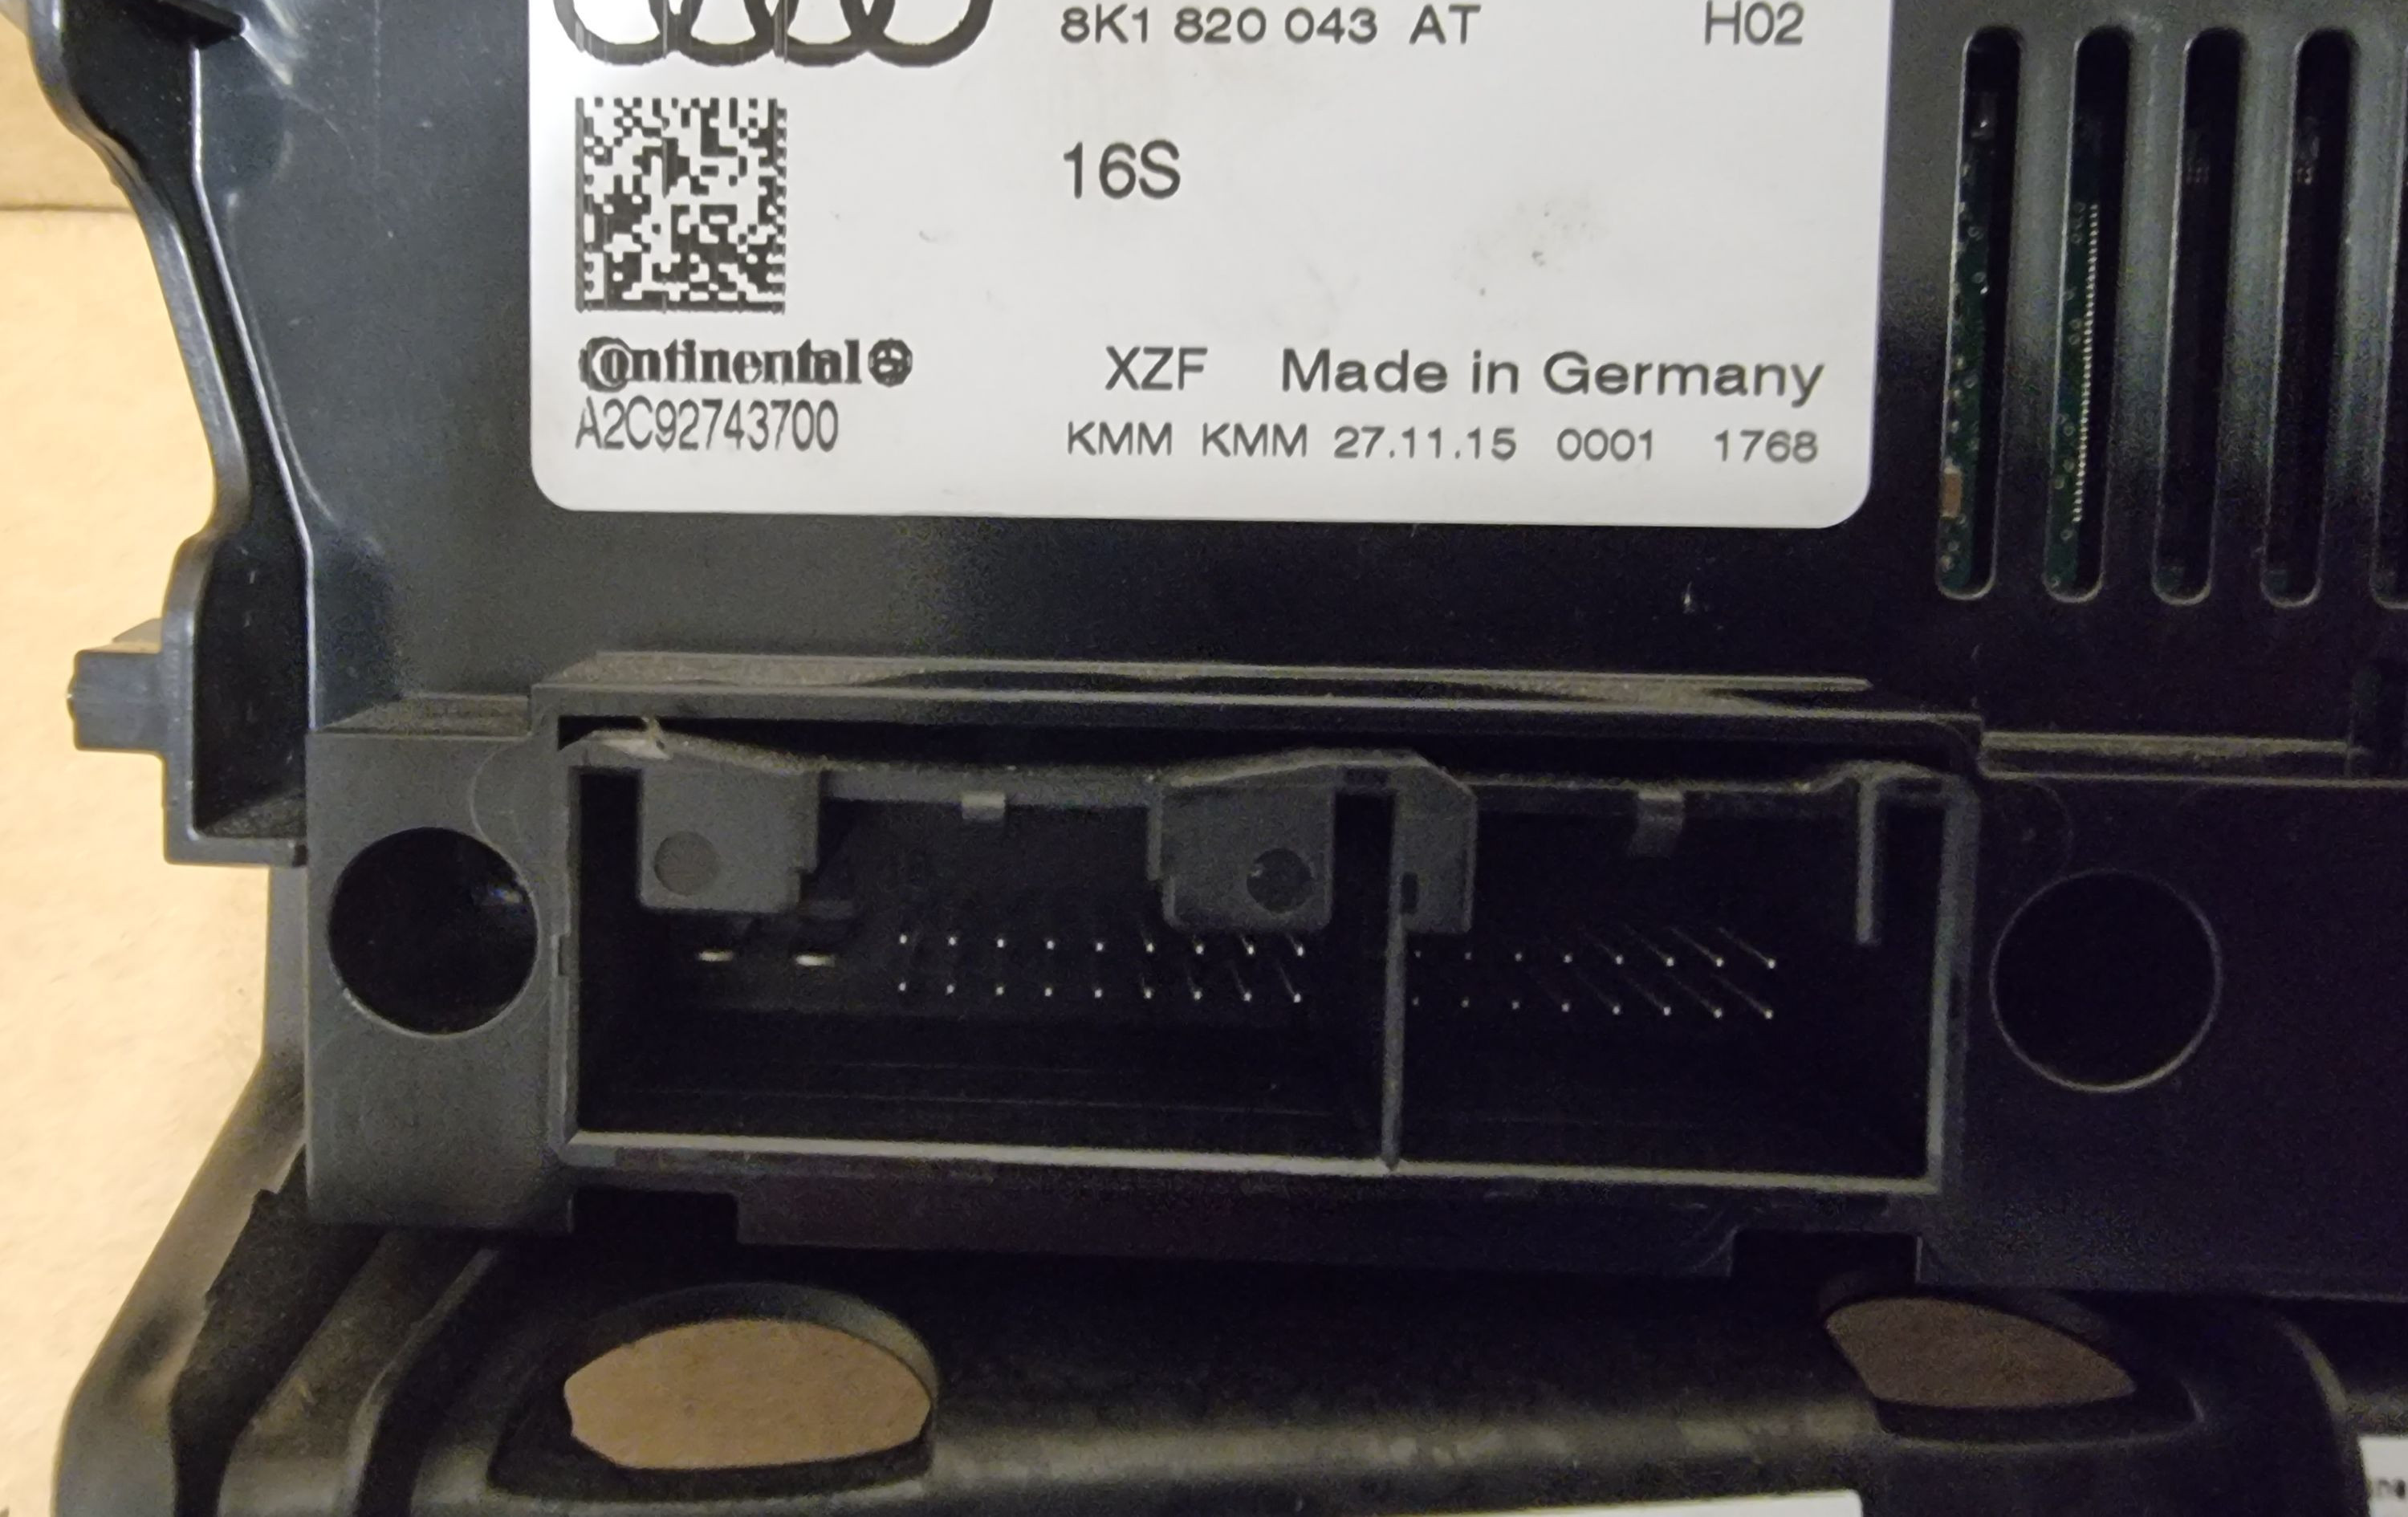 8K1 820 043 AT H02
16S
Continental
XZF Made in Germany
A2C92743700
KMM KMM 27.11.15 0001 1768